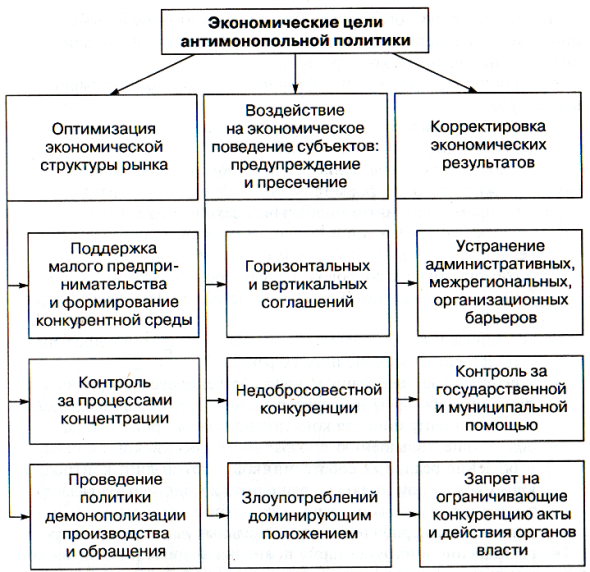 Экономические цели
антимонопольной политики
Оптимизация
экономической
структуры рынка
Воздействие
на экономическое
поведение субъектов:
предупреждение
и пресечение
Корректировка
экономических
результатов
Поддержка
малого предпри-
нимательства
и формирование
конкурентной среды
Горизонтальных
и вертикальных
соглашений
Устранение
административных,
межрегиональных,
организационных
барьеров
Контроль
за процессами
концентрации
Недобросовестной
конкуренции
Контроль за
государственной
и муниципальной
помощью
Проведение
политики
демонополизации
производства
и обращения
Злоупотреблений
доминирующим
положением
Запрет на
ограничивающие
конкуренцию акты
и действия органов
власти